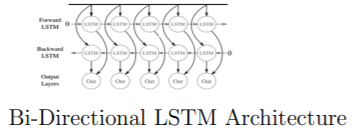 Forward
LSTM
0 LSTM LSTM LSTM LSTM LSTM
Backward
LSTM
LSTM LSTM LSTM LSTM LSTM 0
Output
Layers
Out Out Out Out Out
Bi-Directional LSTM Architecture